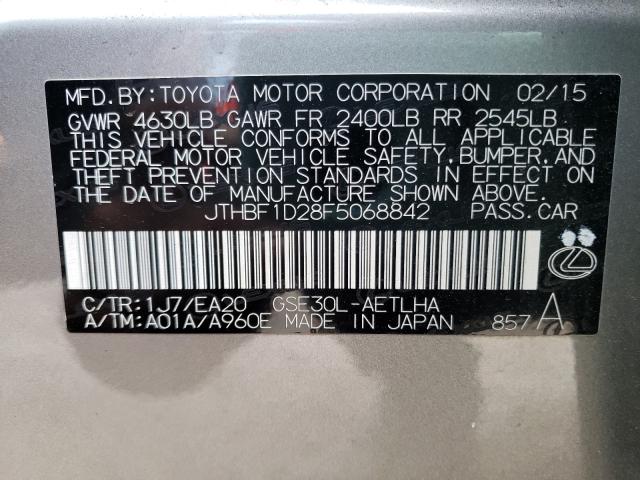 MFD.BY:TOYOTA MOTOR CORPORATION 02/15
GVWR 4630LB GAWR FR 2400LB RR 2545LB
THIS VEHICLE CONFORMS TO ALL APPLICABLE
FEDERAL MOTOR VEHICLE SAFETY,BUMPER,AND
THEFT PREVENTION STANDARDS IN EFFECT ON
THE DATE OF MANUFACTURE SHOWN ABOVE.
JTHBF1D28F5068842 PASS.CAR
C/TR:1J7/EA20 GSE30L-AETLHA
A/TM:A01A/A960E MADE IN JAPAN 857 A